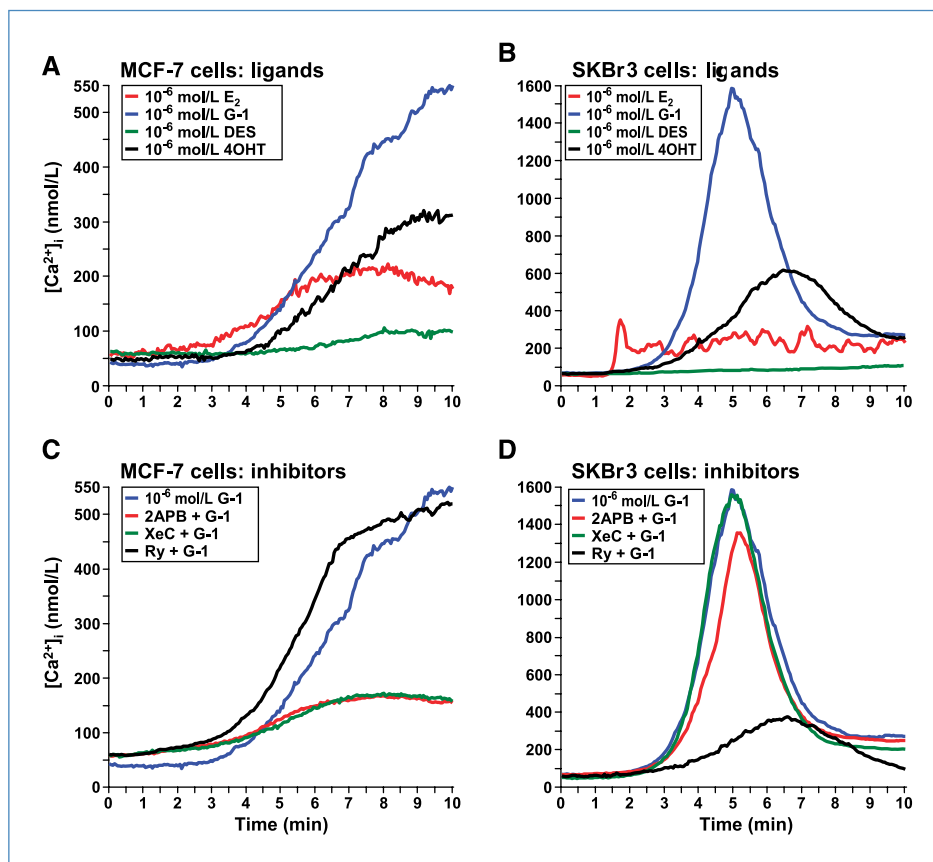 A
MCF-7 cells: ligands
10⁻⁶ mol/L E₂
10⁻⁶ mol/L G-1
10⁻⁶ mol/L DES
10⁻⁶ mol/L 4OHT
[Ca²⁺]ᵢ (nmol/L)
550
500
400
300
200
100
50
0
0 1 2 3 4 5 6 7 8 9 10
B
SKBr3 cells: ligands
10⁻⁶ mol/L E₂
10⁻⁶ mol/L G-1
10⁻⁶ mol/L DES
10⁻⁶ mol/L 4OHT
1600
1400
1200
1000
800
600
400
200
0
0 1 2 3 4 5 6 7 8 9 10
C
MCF-7 cells: inhibitors
10⁻⁶ mol/L G-1
2APB + G-1
XeC + G-1
Ry + G-1
[Ca²⁺]ᵢ (nmol/L)
550
500
400
300
200
100
50
0
0 1 2 3 4 5 6 7 8 9 10
Time (min)
D
SKBr3 cells: inhibitors
10⁻⁶ mol/L G-1
2APB + G-1
XeC + G-1
Ry + G-1
1600
1400
1200
1000
800
600
400
200
0
0 1 2 3 4 5 6 7 8 9 10
Time (min)